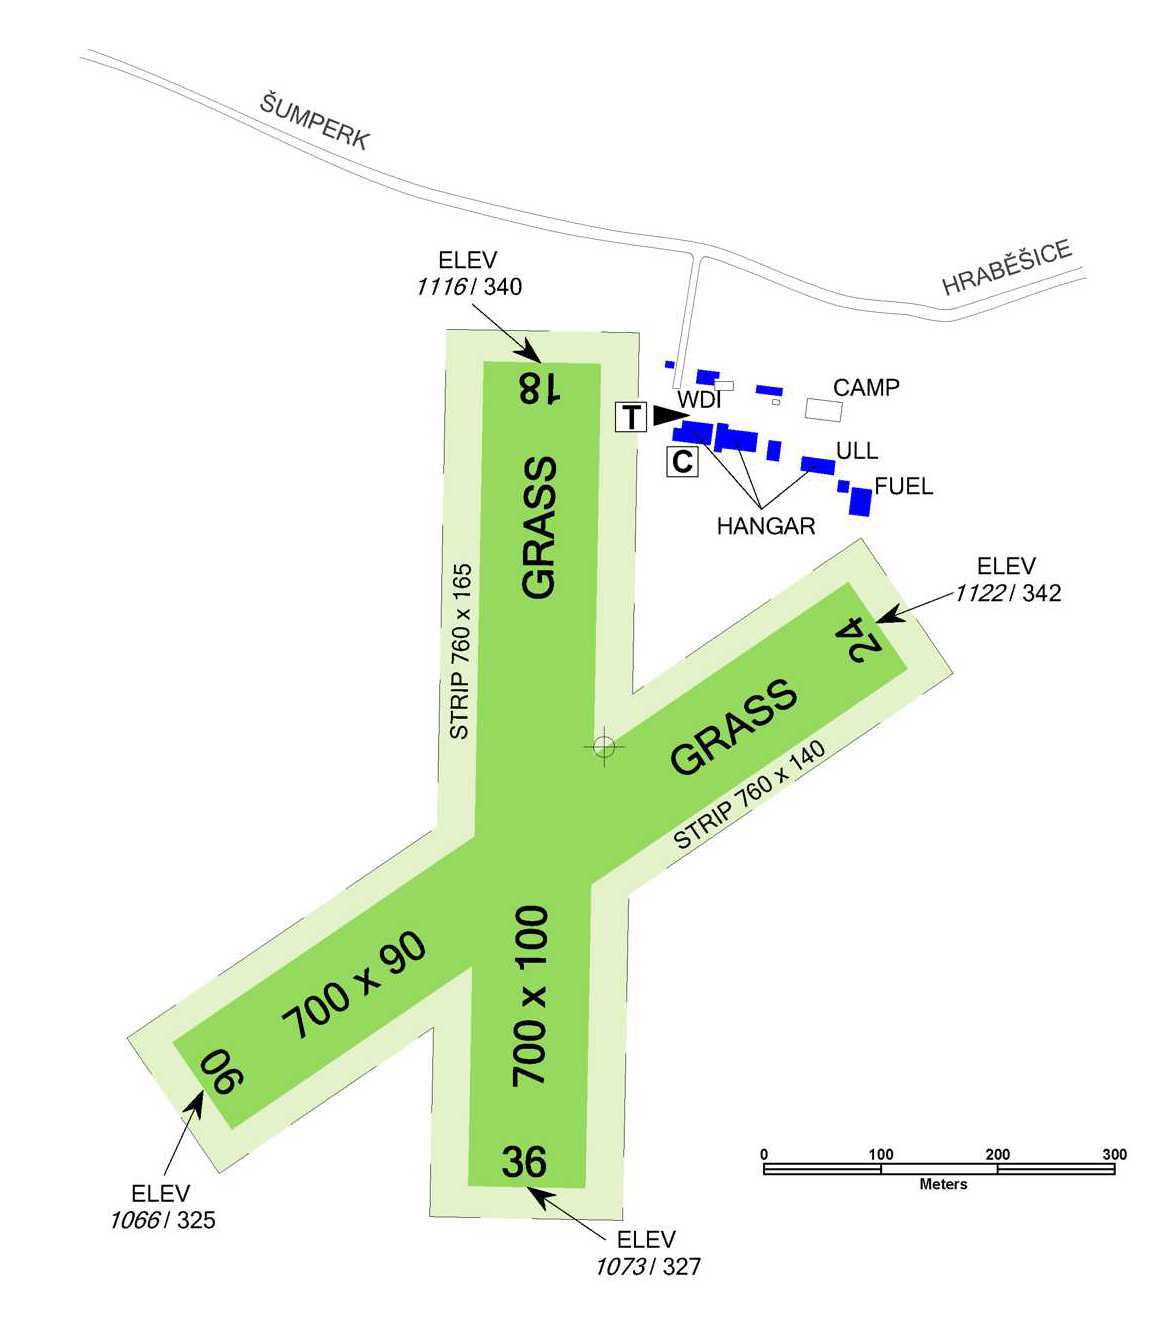 ŠUMPERK
HRABĚŠICE
ELEV
1116 / 340
18
GRASS
STRIP 760 x 165
T
WDI
C
CAMP
ULL
FUEL
HANGAR
ELEV
1122 / 342
24
GRASS
STRIP 760 x 140
700 x 90
06
700 x 100
36
ELEV
1066 / 325
ELEV
1073 / 327
0 100 200 300
Meters